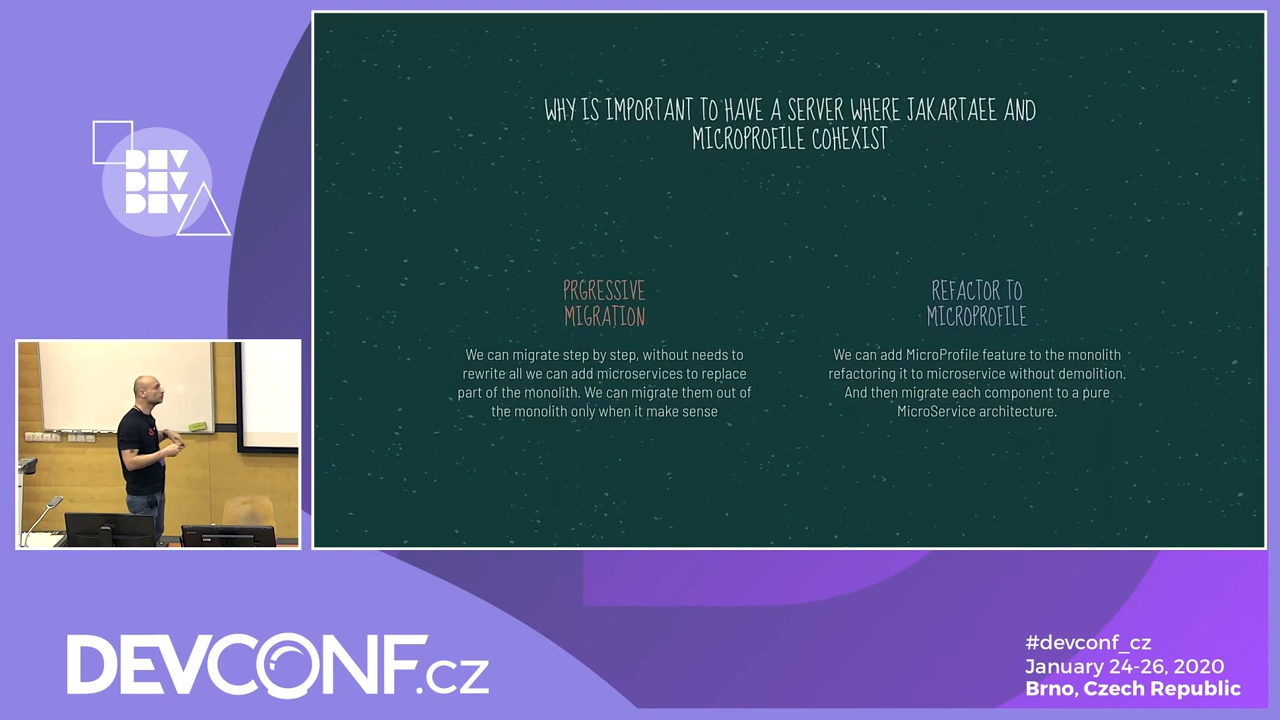 WHY IS IMPORTANT TO HAVE A SERVER WHERE JAKARTAEE AND
MICROPROFILE COHEXIST
PRGRESSIVE
MIGRATION
We can migrate step by step, without needs to
rewrite all we can add microservices to replace
part of the monolith. We can migrate them out of
the monolith only when it make sense
REFACTOR TO
MICROPROFILE
We can add MicroProfile feature to the monolith
refactoring it to microservice without demolition.
And then migrate each component to a pure
MicroService architecture.
DEV
DEV
DEV
DEVCONF.cz
#devconf_cz
January 24-26, 2020
Brno, Czech Republic